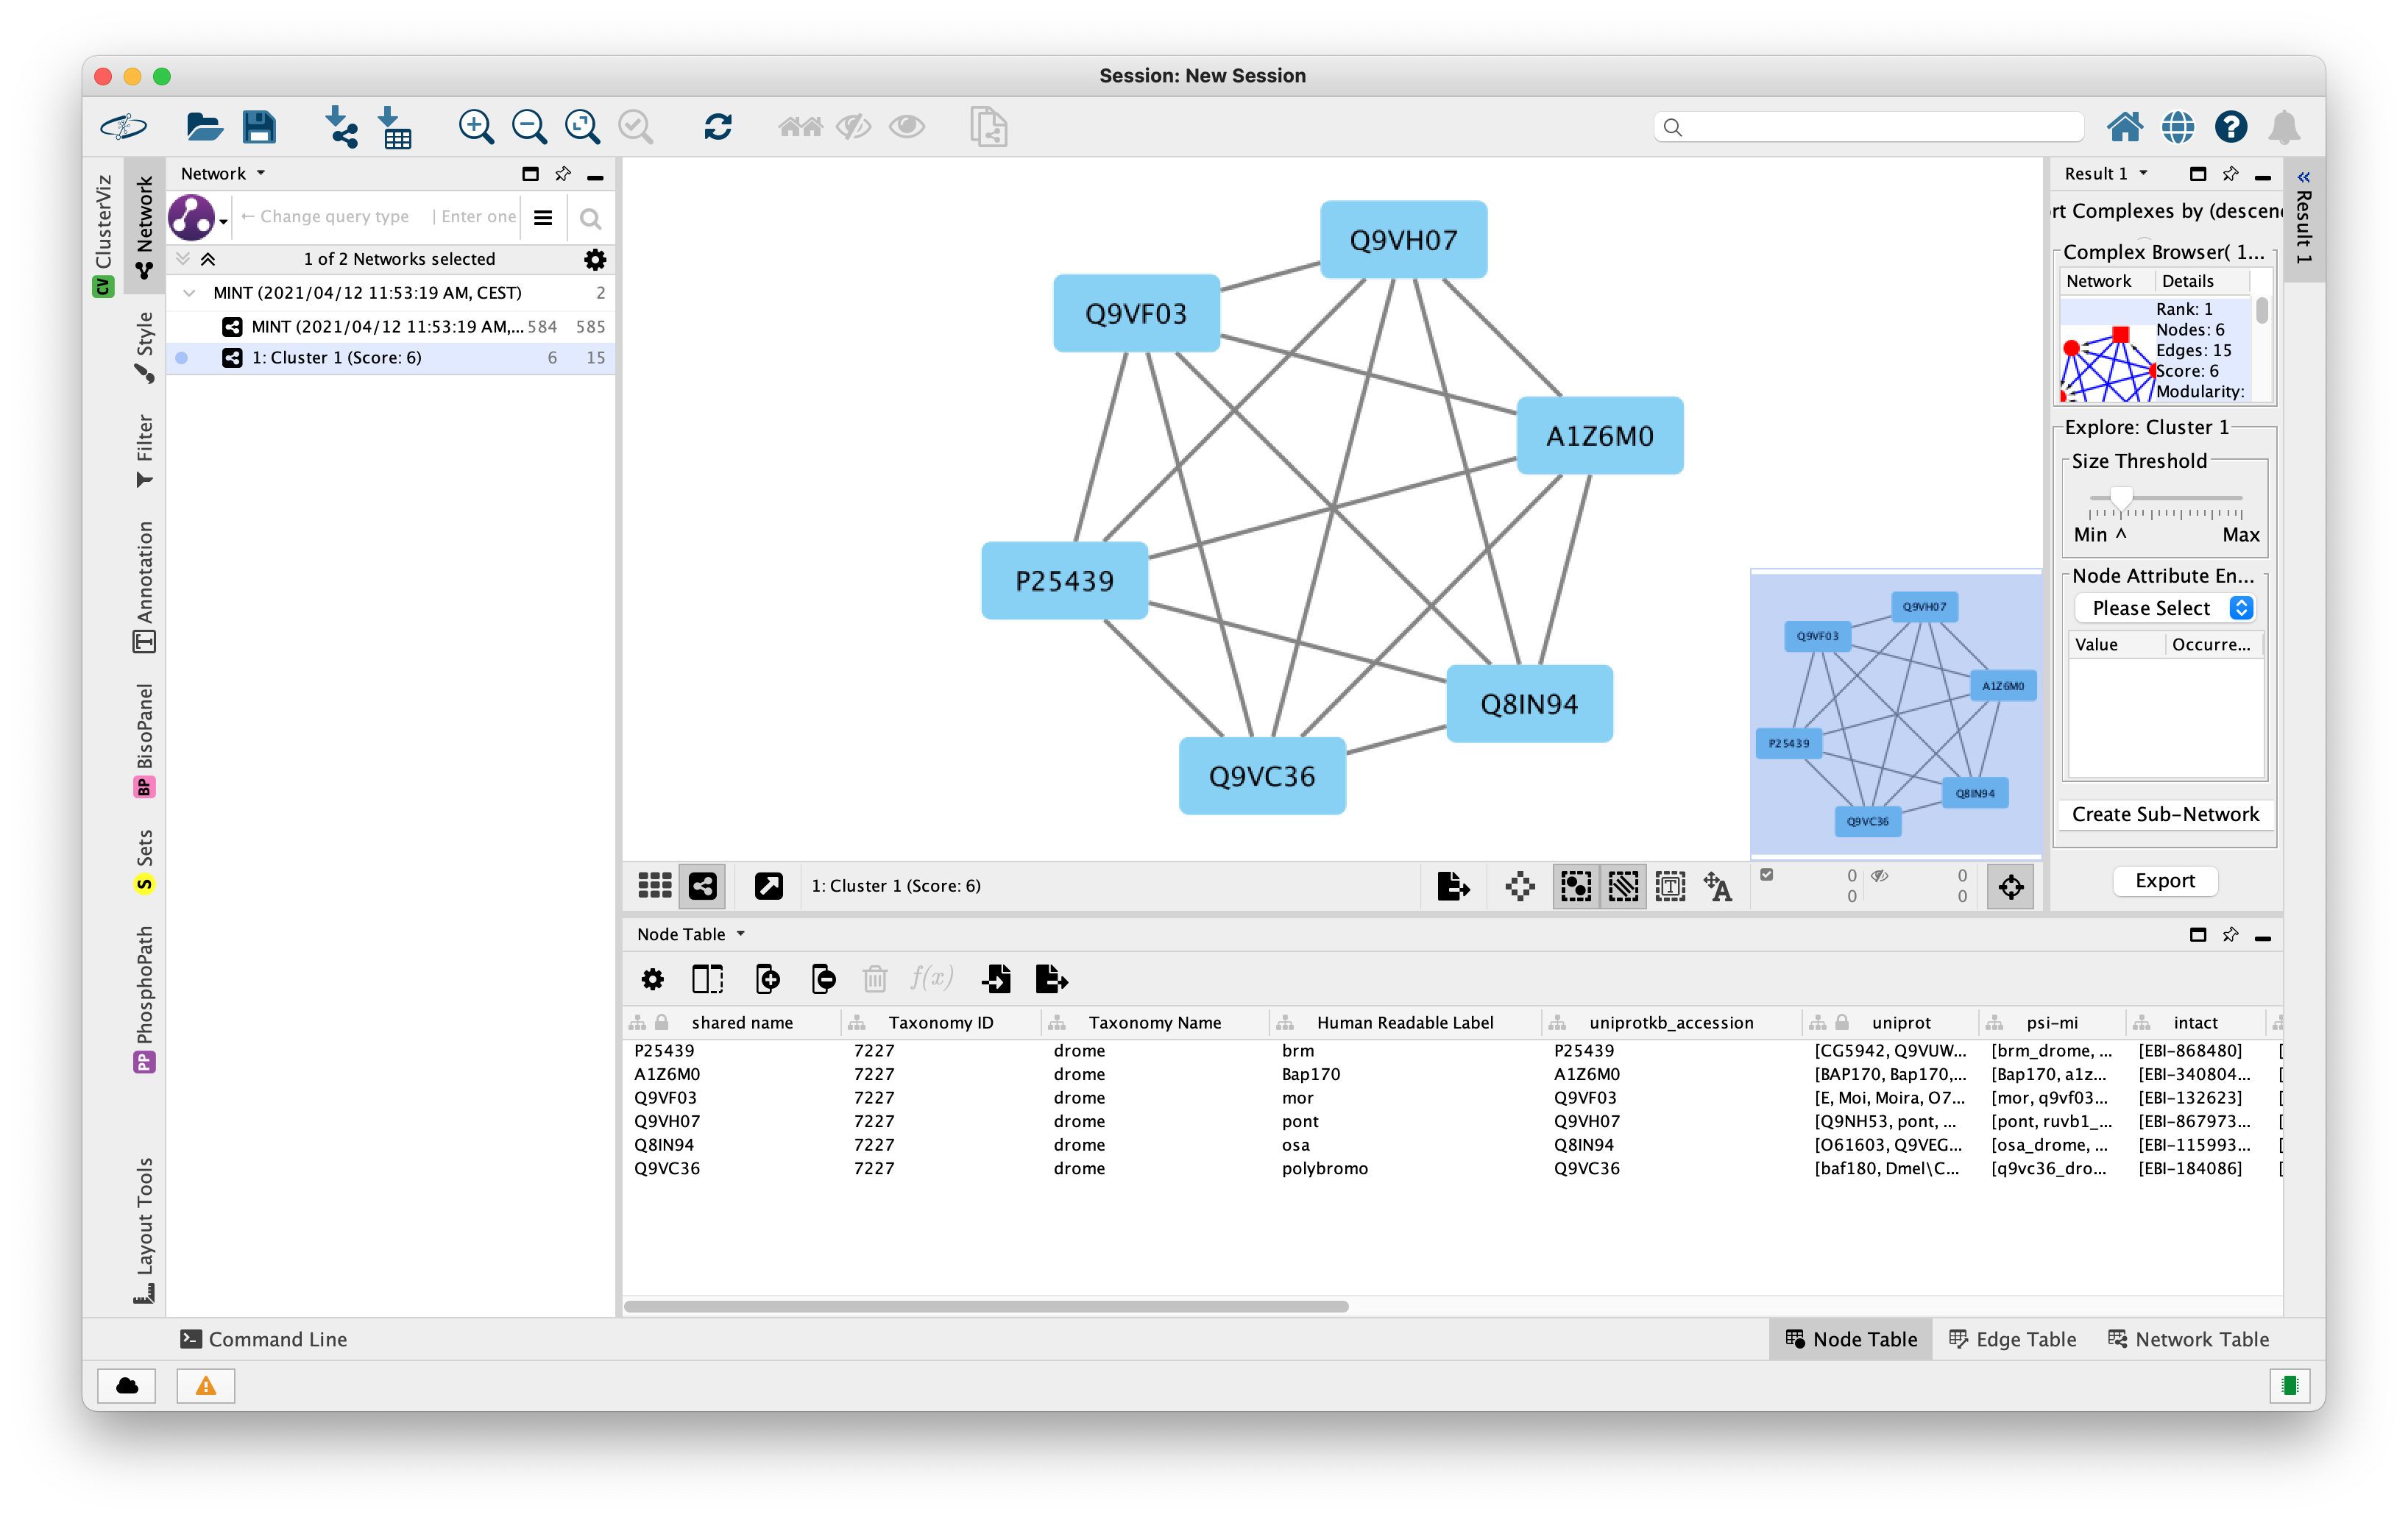 Session: New Session
ClusterViz
CV
Network
Style
Filter
Annotation
BisoPanel
BP
Sets
S
PhosphoPath
PP
Layout Tools
Network
← Change query type | Enter one
1 of 2 Networks selected
MINT (2021/04/12 11:53:19 AM, CEST) 2
MINT (2021/04/12 11:53:19 AM,... 584 585
1: Cluster 1 (Score: 6) 6 15
Q9VH07
Q9VF03
A1Z6M0
P25439
Q8IN94
Q9VC36
Q9VH07
Q9VF03
A1Z6M0
P25439
Q8IN94
Q9VC36
1: Cluster 1 (Score: 6)
0 0
0 0
Result 1
Result 1
rt Complexes by (descen
Complex Browser( 1...
Network Details
Rank: 1
Nodes: 6
Edges: 15
Score: 6
Modularity:
Explore: Cluster 1
Size Threshold
Min ^ Max
Node Attribute En...
Please Select
Value Occurre...
Create Sub-Network
Export
Node Table
f(x)
shared name Taxonomy ID Taxonomy Name Human Readable Label uniprotkb_accession uniprot psi-mi intact
P25439 7227 drome brm P25439 [CG5942, Q9VUW... [brm_drome, ... [EBI-868480] [
A1Z6M0 7227 drome Bap170 A1Z6M0 [BAP170, Bap170,... [Bap170, a1z... [EBI-340804... [
Q9VF03 7227 drome mor Q9VF03 [E, Moi, Moira, O7... [mor, q9vf03... [EBI-132623] [
Q9VH07 7227 drome pont Q9VH07 [Q9NH53, pont, ... [pont, ruvb1_... [EBI-867973... [
Q8IN94 7227 drome osa Q8IN94 [O61603, Q9VEG... [osa_drome, ... [EBI-115993... [
Q9VC36 7227 drome polybromo Q9VC36 [baf180, Dmel\C... [q9vc36_dro... [EBI-184086] [
Command Line
Node Table
Edge Table
Network Table